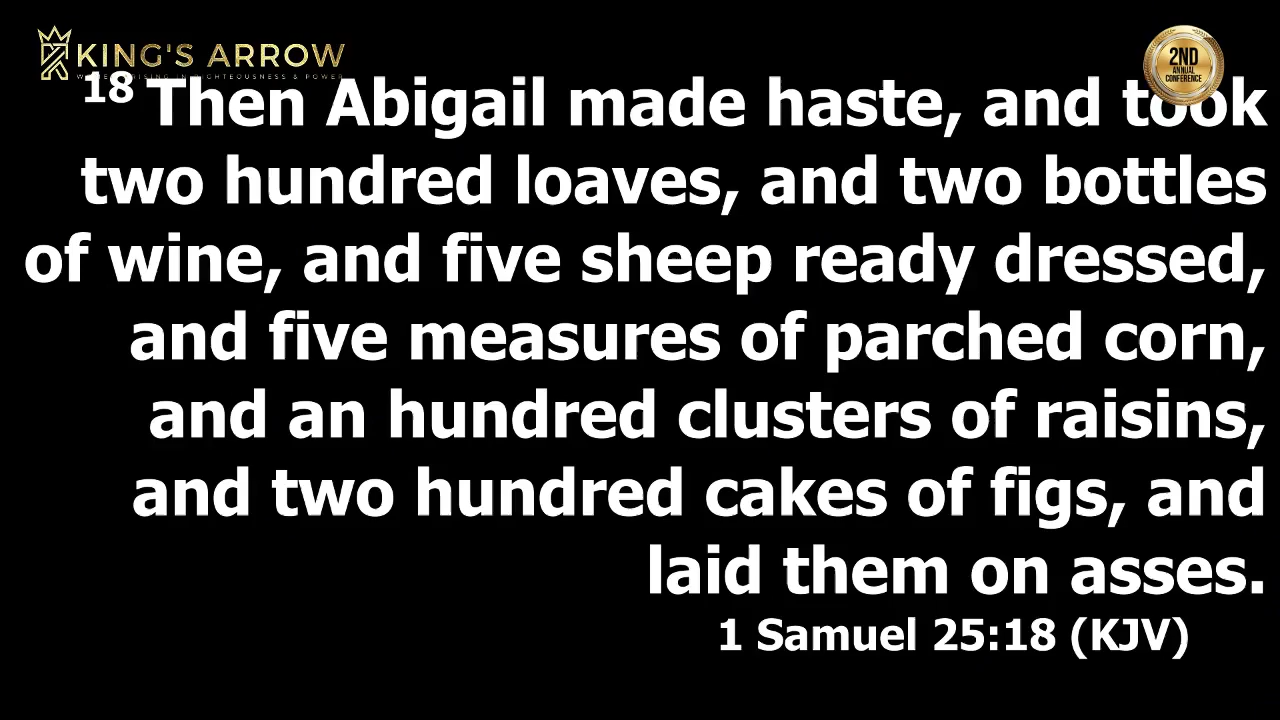 KING'S ARROW
2ND
ANNUAL
CONFERENCE
18 Then Abigail made haste, and took
two hundred loaves, and two bottles
of wine, and five sheep ready dressed,
and five measures of parched corn,
and an hundred clusters of raisins,
and two hundred cakes of figs, and
laid them on asses.
1 Samuel 25:18 (KJV)